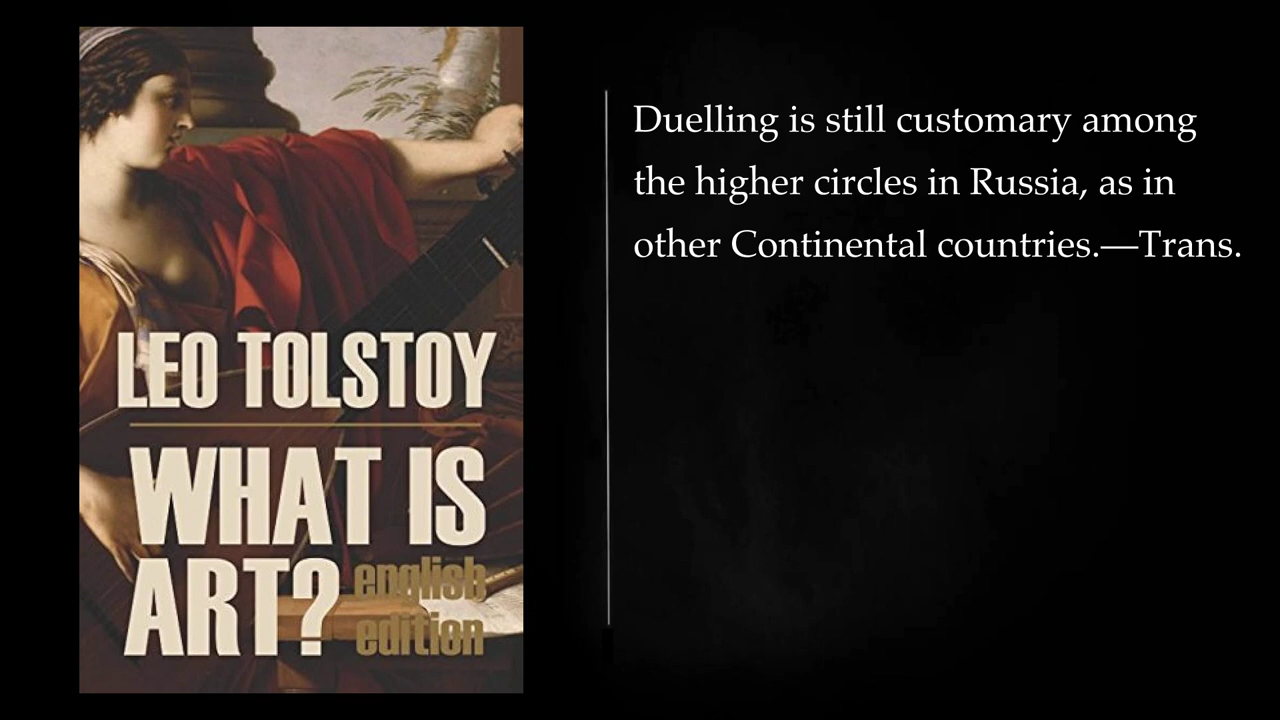 LEO TOLSTOY
WHAT IS
ART?
english
edition
Duelling is still customary among
the higher circles in Russia, as in
other Continental countries.—Trans.